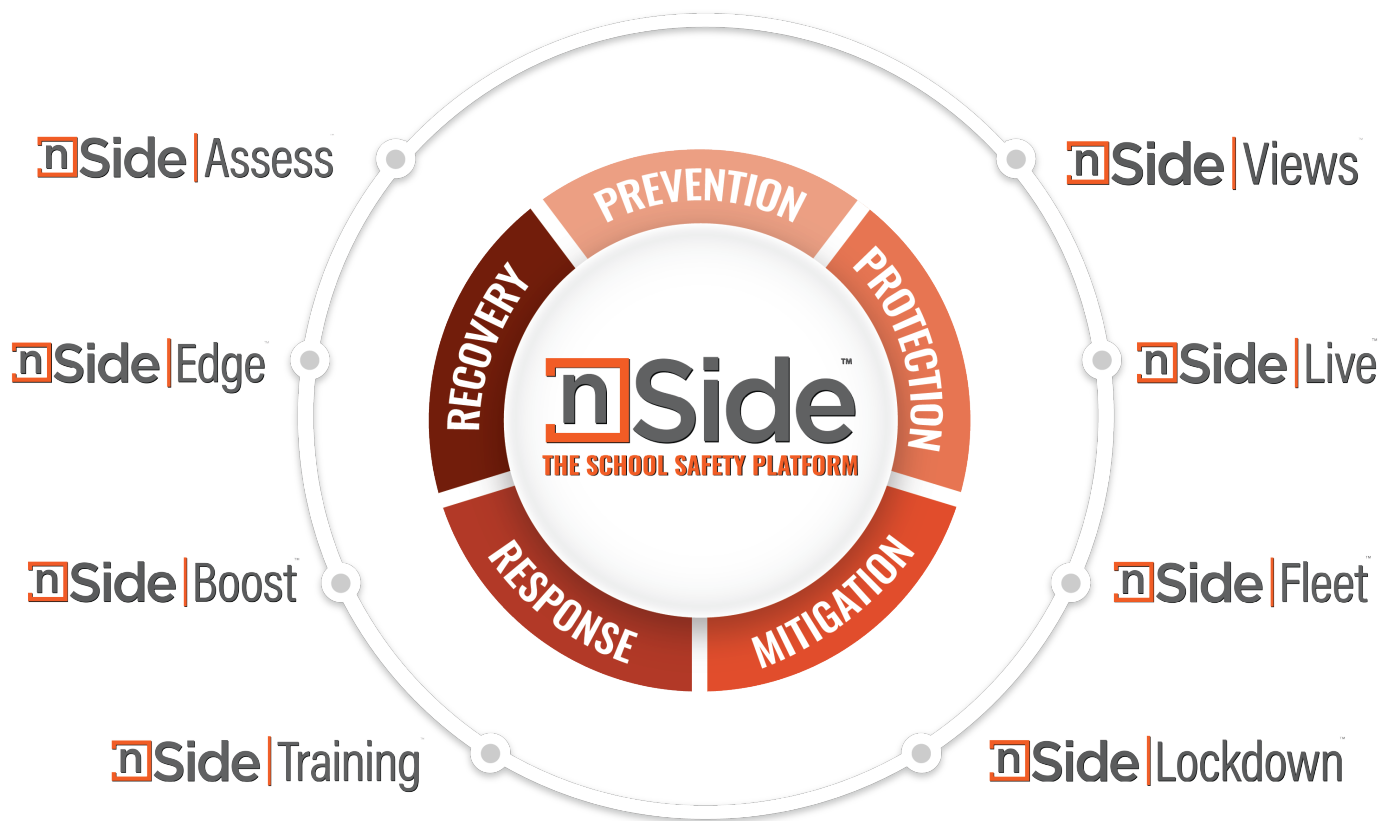 nSide|Assess
nSide|Views
PREVENTION
PROTECTION
RECOVERY
nSide|Edge
nSide™
nSide|Live
THE SCHOOL SAFETY PLATFORM
RESPONSE
MITIGATION
nSide|Boost
nSide|Fleet
nSide|Training
nSide|Lockdown